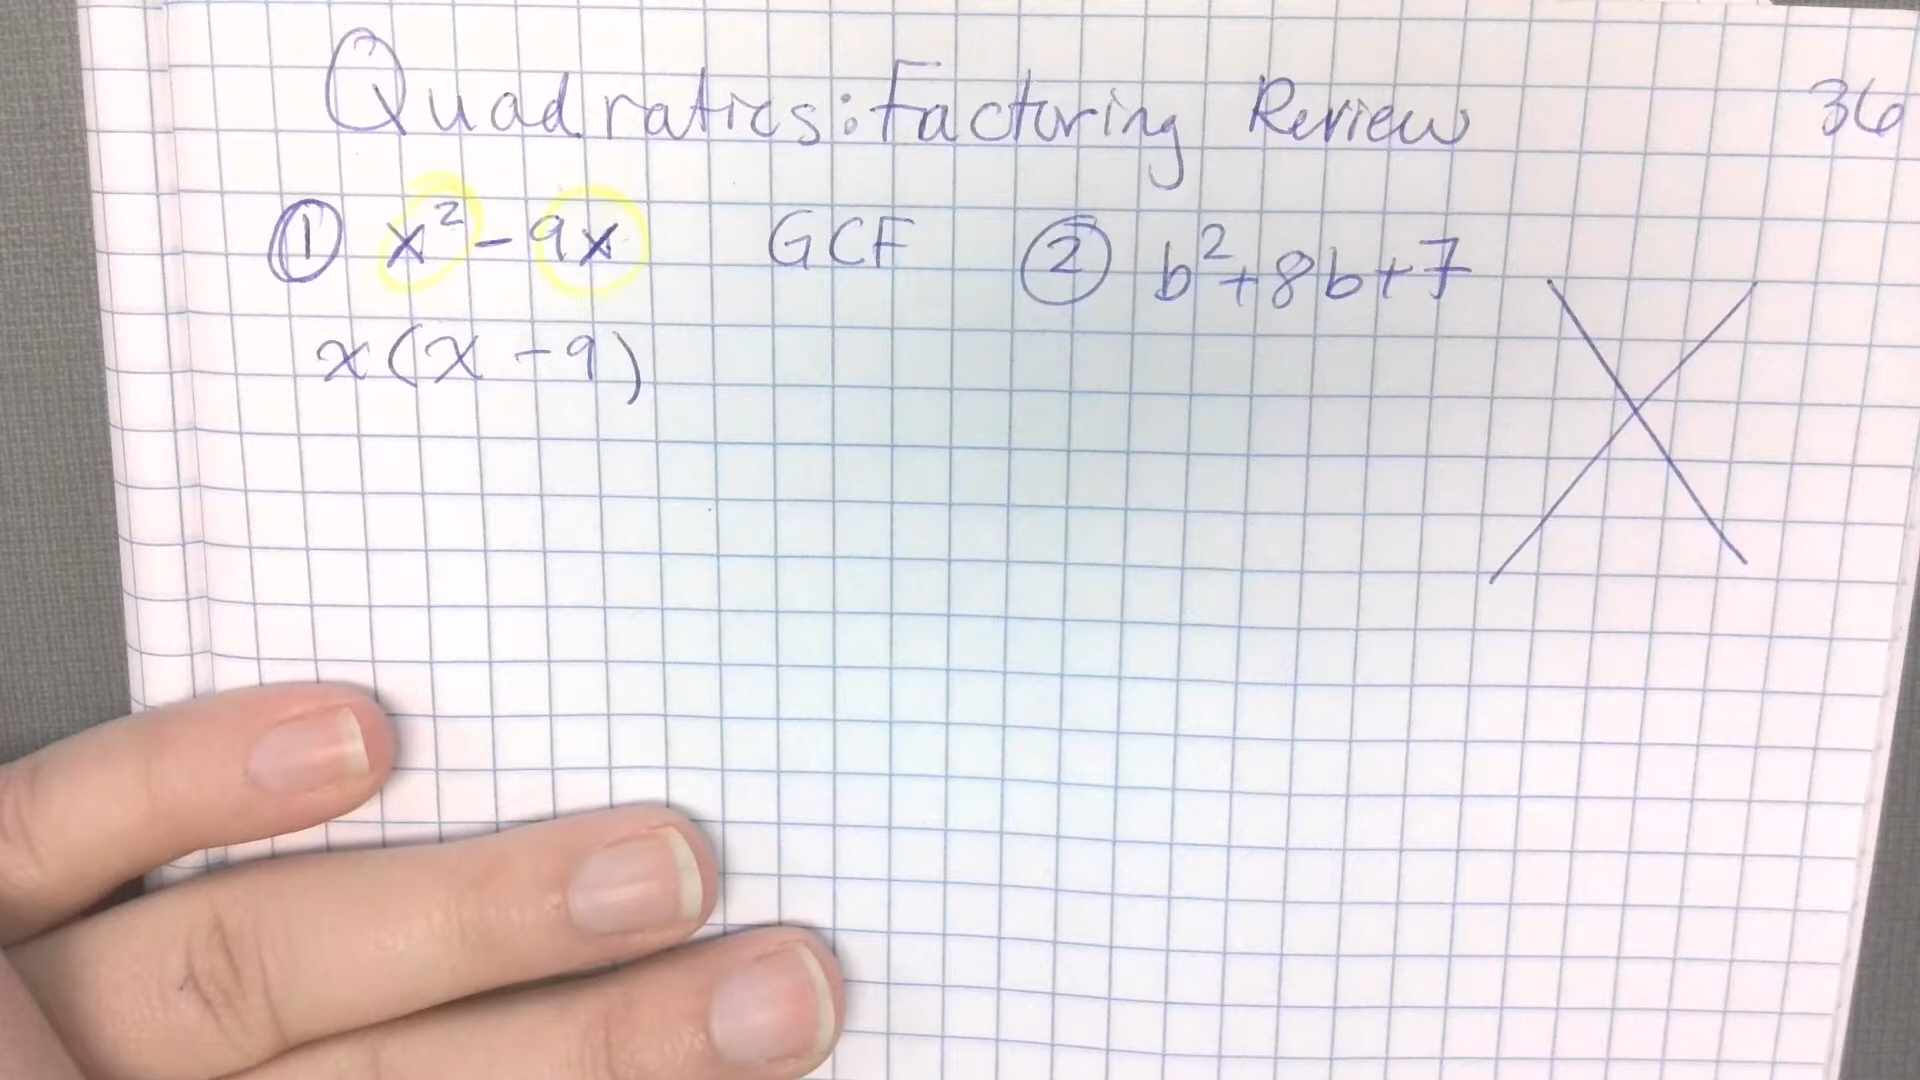 Quadratics: Factoring Review 36
① x² - 9x GCF
x(x - 9)
② b² + 8b + 7